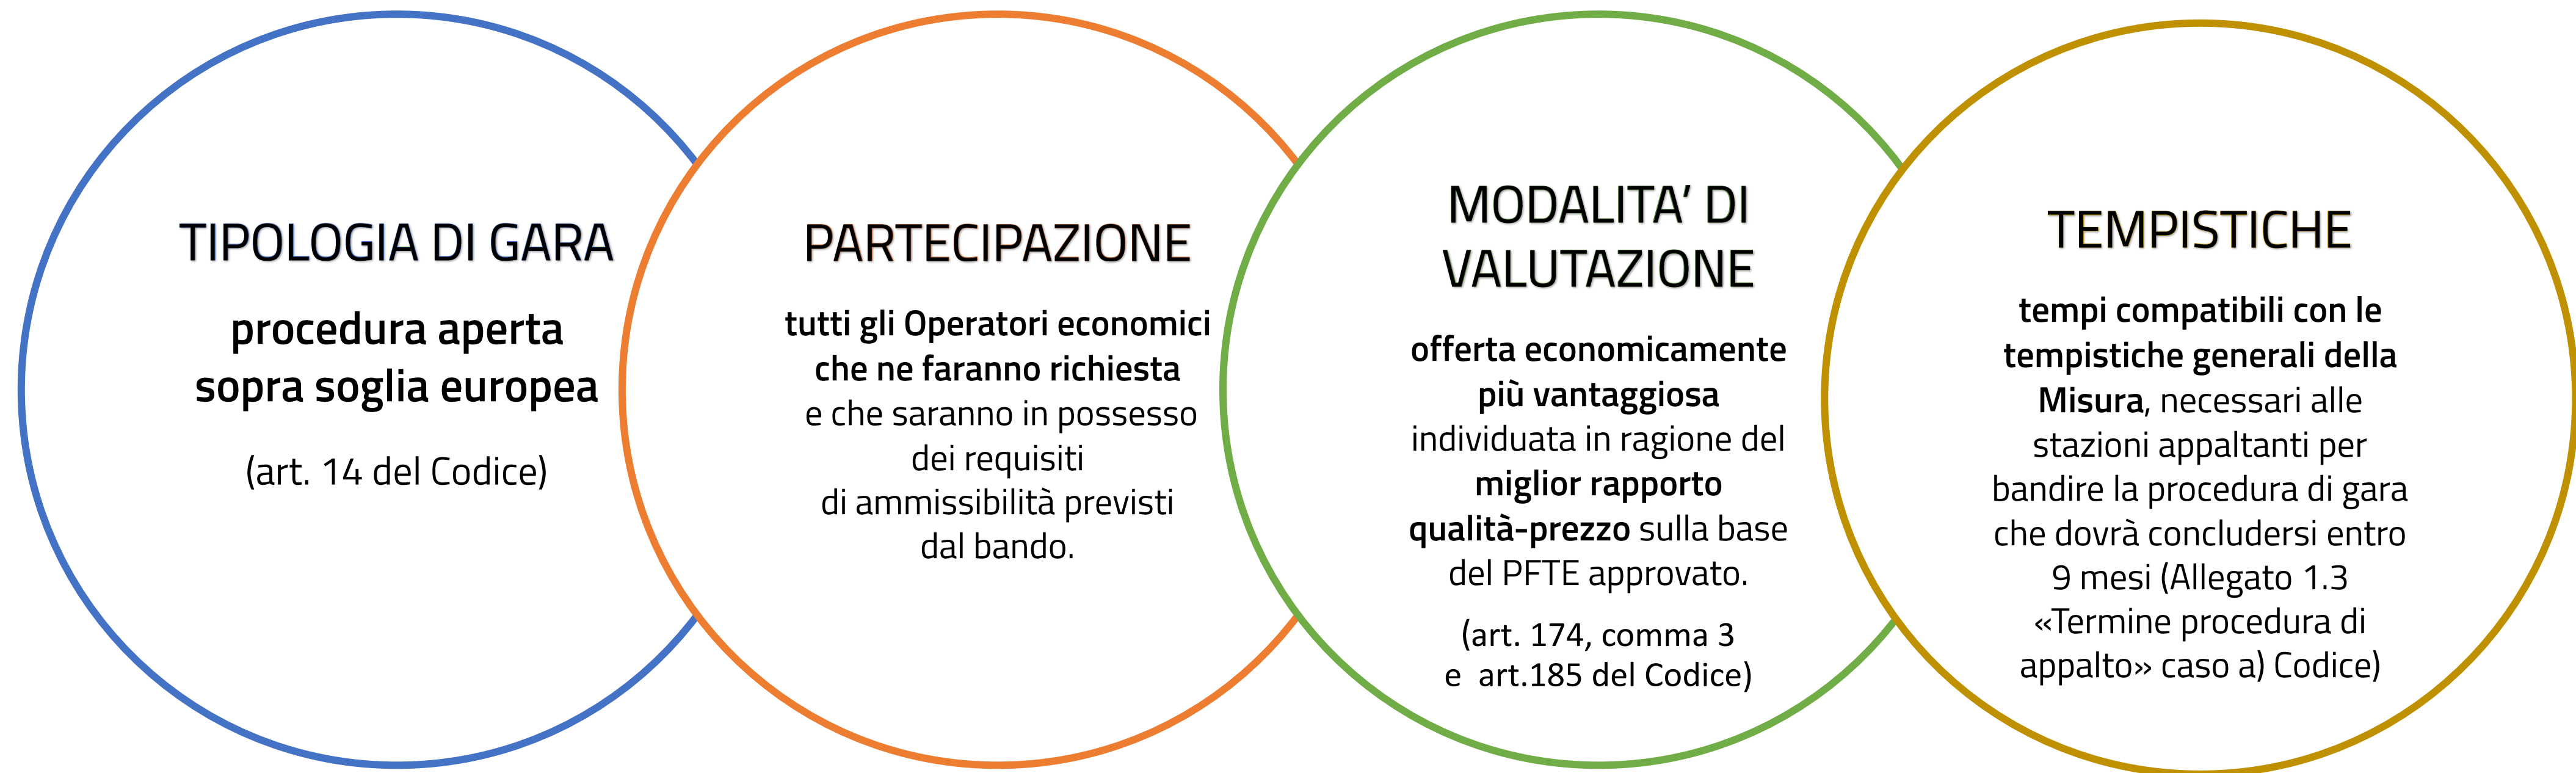 TIPOLOGIA DI GARA
procedura aperta
sopra soglia europea
(art. 14 del Codice)
PARTECIPAZIONE
tutti gli Operatori economici
che ne faranno richiesta
e che saranno in possesso
dei requisiti
di ammissibilità previsti
dal bando.
MODALITA’ DI
VALUTAZIONE
offerta economicamente
più vantaggiosa
individuata in ragione del
miglior rapporto
qualità-prezzo sulla base
del PFTE approvato.
(art. 174, comma 3
e art.185 del Codice)
TEMPISTICHE
tempi compatibili con le
tempistiche generali della
Misura, necessari alle
stazioni appaltanti per
bandire la procedura di gara
che dovrà concludersi entro
9 mesi (Allegato 1.3
«Termine procedura di
appalto» caso a) Codice)